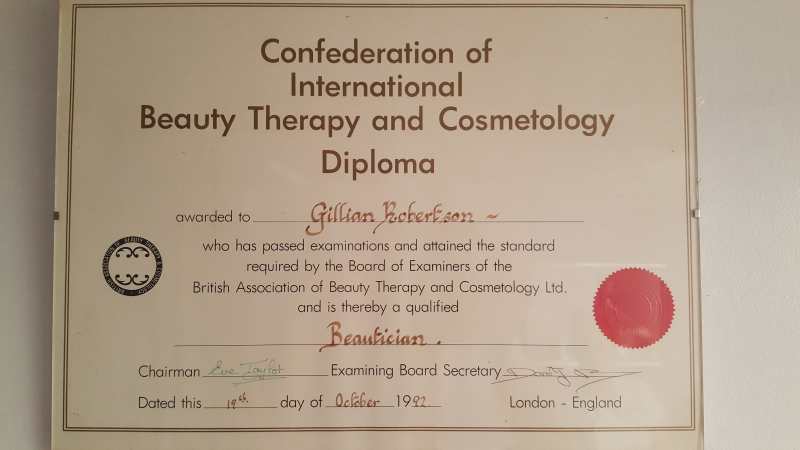 Confederation of
International
Beauty Therapy and Cosmetology
Diploma
awarded to Gillian Robertson ~
who has passed examinations and attained the standard
required by the Board of Examiners of the
British Association of Beauty Therapy and Cosmetology Ltd.
and is thereby a qualified
Beautician.
Chairman Eve Taylor Examining Board Secretary
Dated this 19th. day of October 1992. London - England